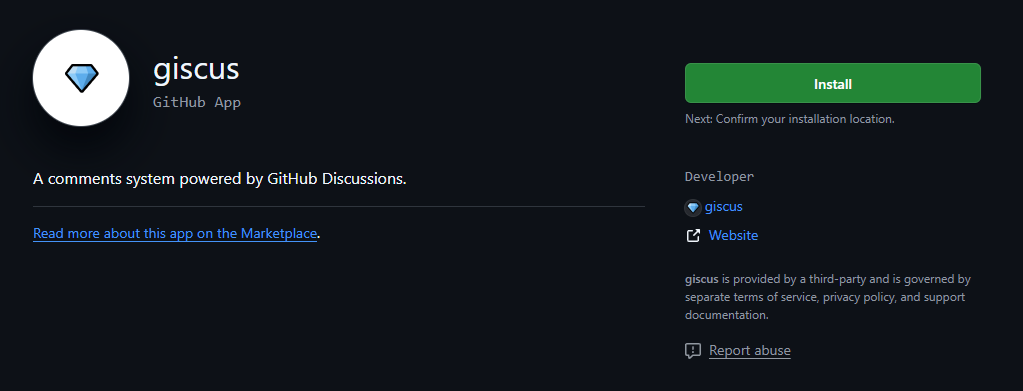 giscus
GitHub App
A comments system powered by GitHub Discussions.
Read more about this app on the Marketplace.
Install
Next: Confirm your installation location.
Developer
giscus
Website
giscus is provided by a third-party and is governed by
separate terms of service, privacy policy, and support
documentation.
Report abuse